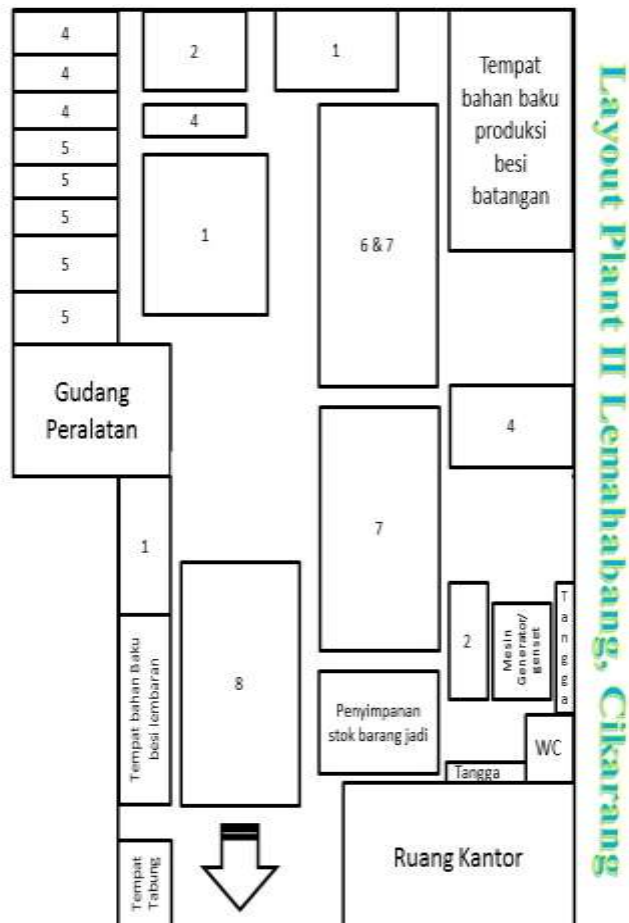 4
4
4
5
5
5
5
5
2
4
1
1
6 & 7
Tempat
bahan baku
produksi
besi
batangan
Gudang
Peralatan
4
1
7
Tempat bahan Baku
besi lembaran
8
2
Mesin
Generator/
genset
Tangga
Penyimpanan
stok barang jadi
WC
Tangga
Ruang Kantor
Tempat
Tabung
Layout Plant II Lemahabang, Cikarang